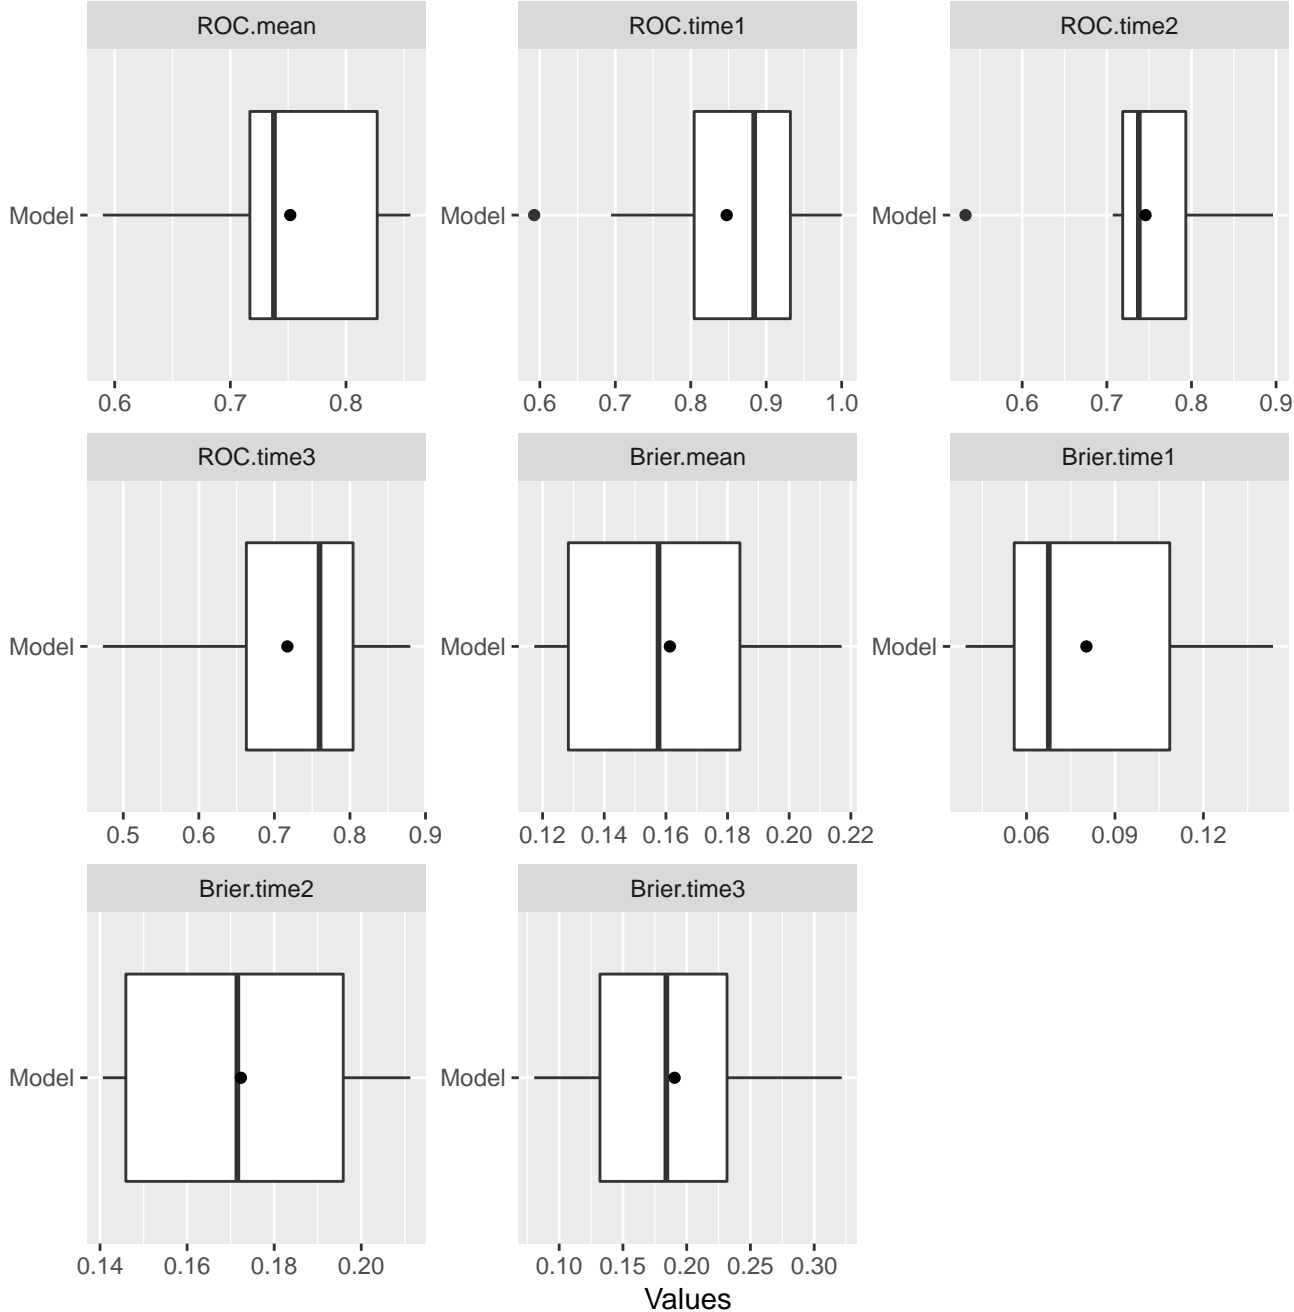 ROC.mean
ROC.time1
ROC.time2
Model
Model
Model
0.6 0.7 0.8
0.6 0.7 0.8 0.9 1.0
0.6 0.7 0.8 0.9
ROC.time3
Brier.mean
Brier.time1
Model
Model
Model
0.5 0.6 0.7 0.8 0.9
0.12 0.14 0.16 0.18 0.20 0.22
0.06 0.09 0.12
Brier.time2
Brier.time3
Model
Model
0.14 0.16 0.18 0.20
0.10 0.15 0.20 0.25 0.30
Values